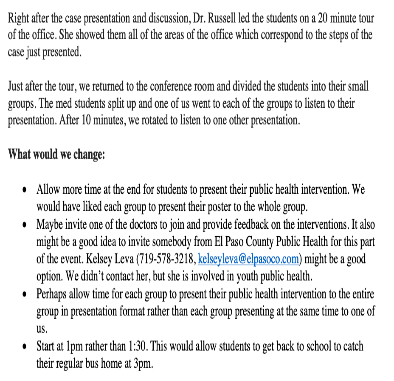 Right after the case presentation and discussion, Dr. Russell led the students on a 20 minute tour
of the office. She showed them all of the areas of the office which correspond to the steps of the
case just presented.
Just after the tour, we returned to the conference room and divided the students into their small
groups. The med students split up and one of us went to each of the groups to listen to their
presentation. After 10 minutes, we rotated to listen to one other presentation.
What would we change:
• Allow more time at the end for students to present their public health intervention. We
would have liked each group to present their poster to the whole group.
• Maybe invite one of the doctors to join and provide feedback on the interventions. It also
might be a good idea to invite somebody from El Paso County Public Health for this part
of the event. Kelsey Leva (719-578-3218, kelseyleva@elpasoco.com) might be a good
option. We didn't contact her, but she is involved in youth public health.
• Perhaps allow time for each group to present their public health intervention to the entire
group in presentation format rather than each group presenting at the same time to one of
us.
• Start at 1pm rather than 1:30. This would allow students to get back to school to catch
their regular bus home at 3pm.